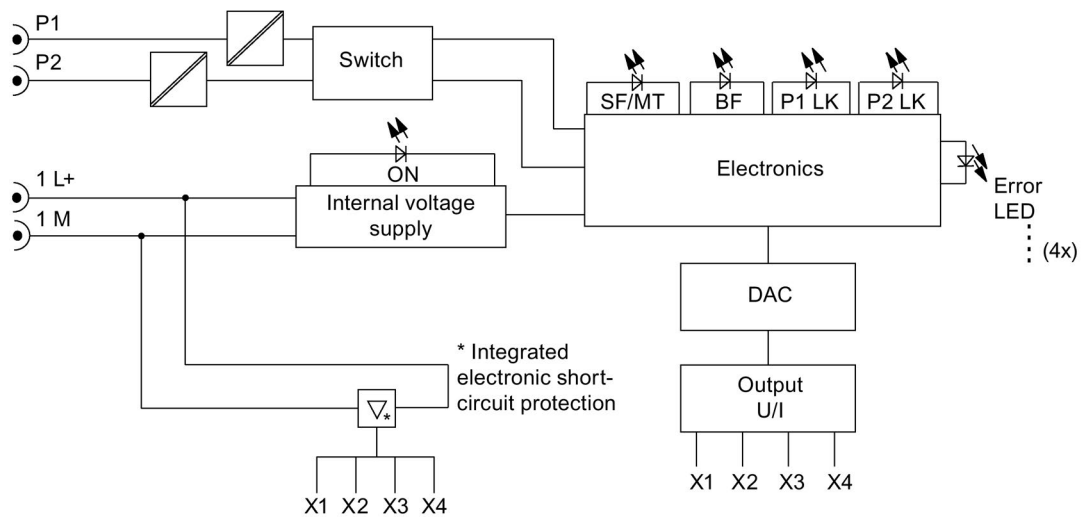 P1
P2
Switch
SF/MT
BF
P1 LK
P2 LK
Electronics
Error
LED
(4x)
ON
1 L+
1 M
Internal voltage
supply
DAC
* Integrated
electronic short-
circuit protection
*
Output
U/I
X1 X2 X3 X4
X1 X2 X3 X4